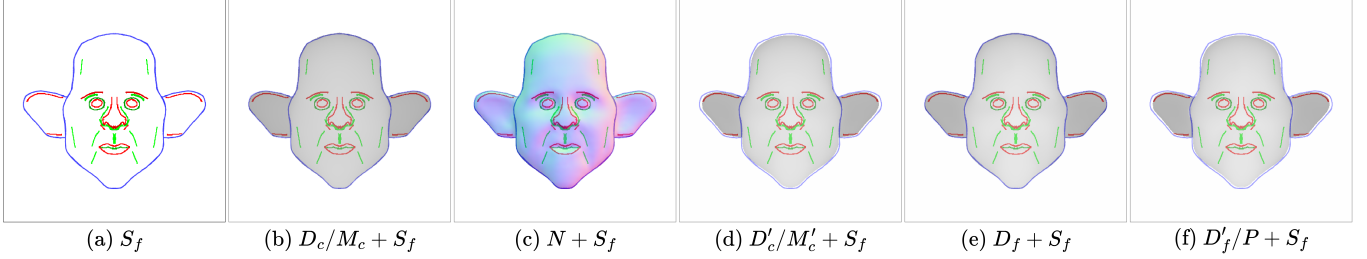 (a) S_f
(b) D_c/M_c + S_f
(c) N + S_f
(d) D′_c/M′_c + S_f
(e) D_f + S_f
(f) D′_f/P + S_f